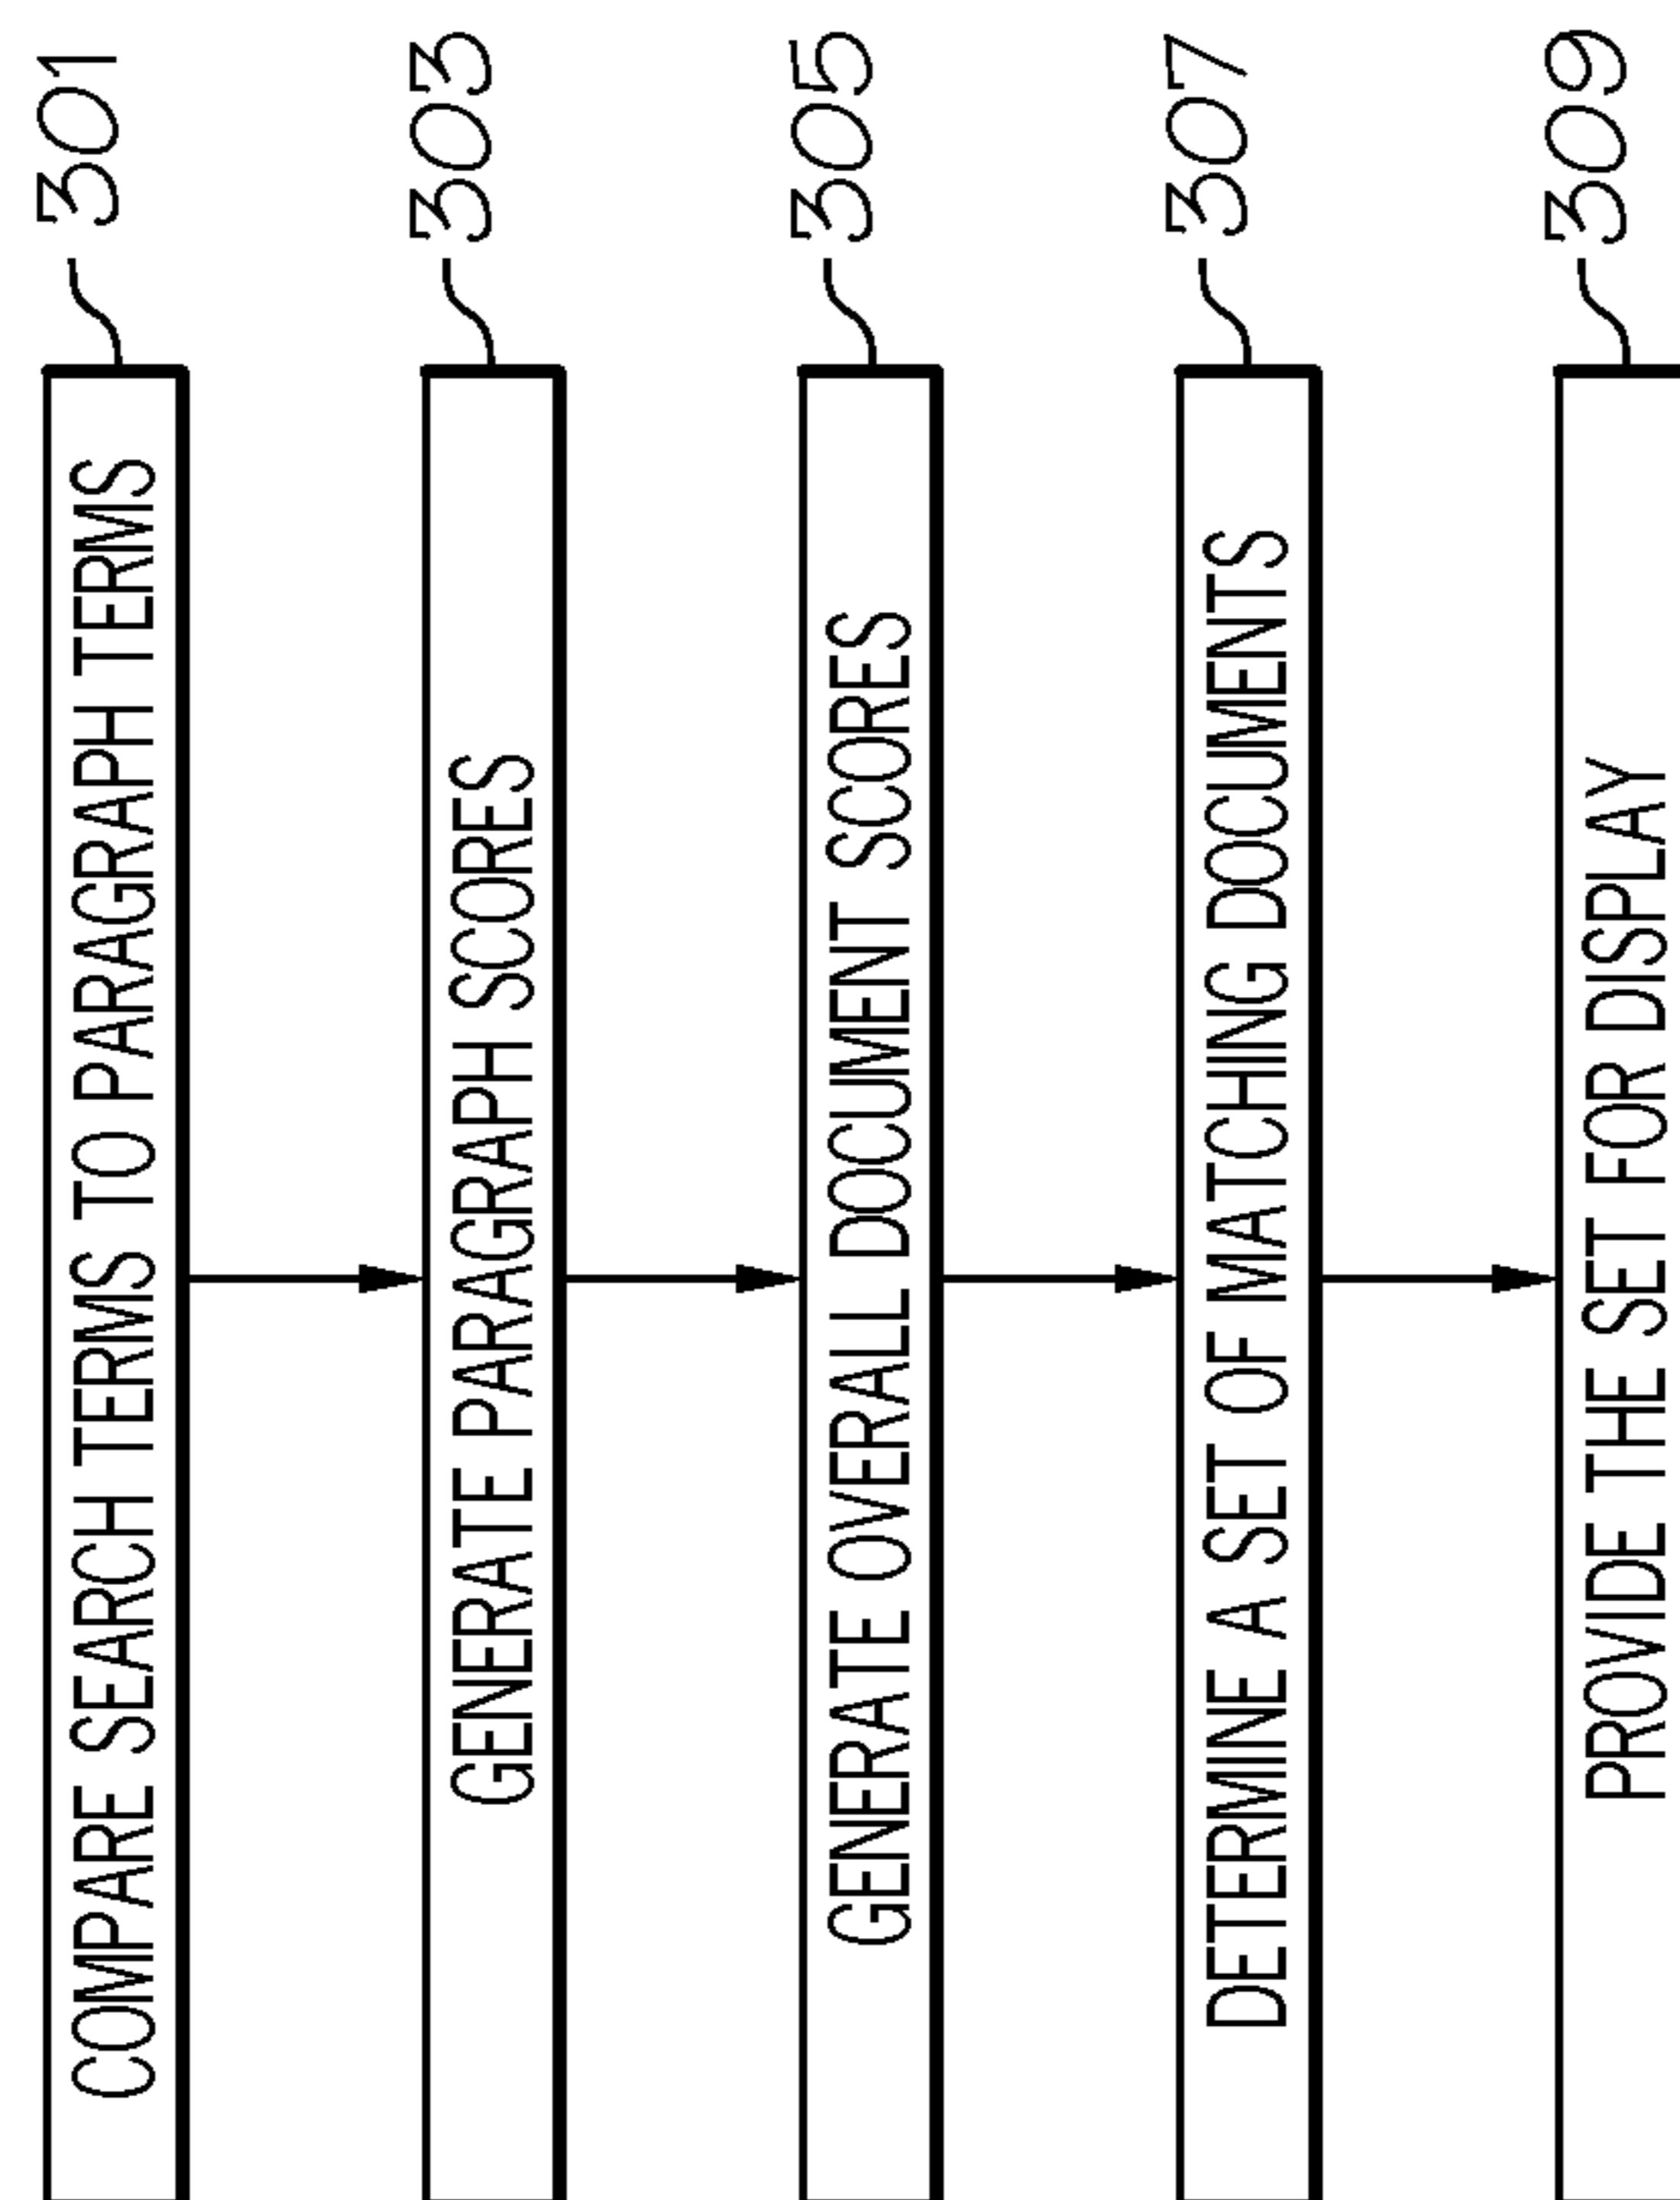 COMPARE SEARCH TERMS TO PARAGRAPH TERMS 301
GENERATE PARAGRAPH SCORES 303
GENERATE OVERALL DOCUMENT SCORES 305
DETERMINE A SET OF MATCHING DOCUMENTS 307
PROVIDE THE SET FOR DISPLAY 309